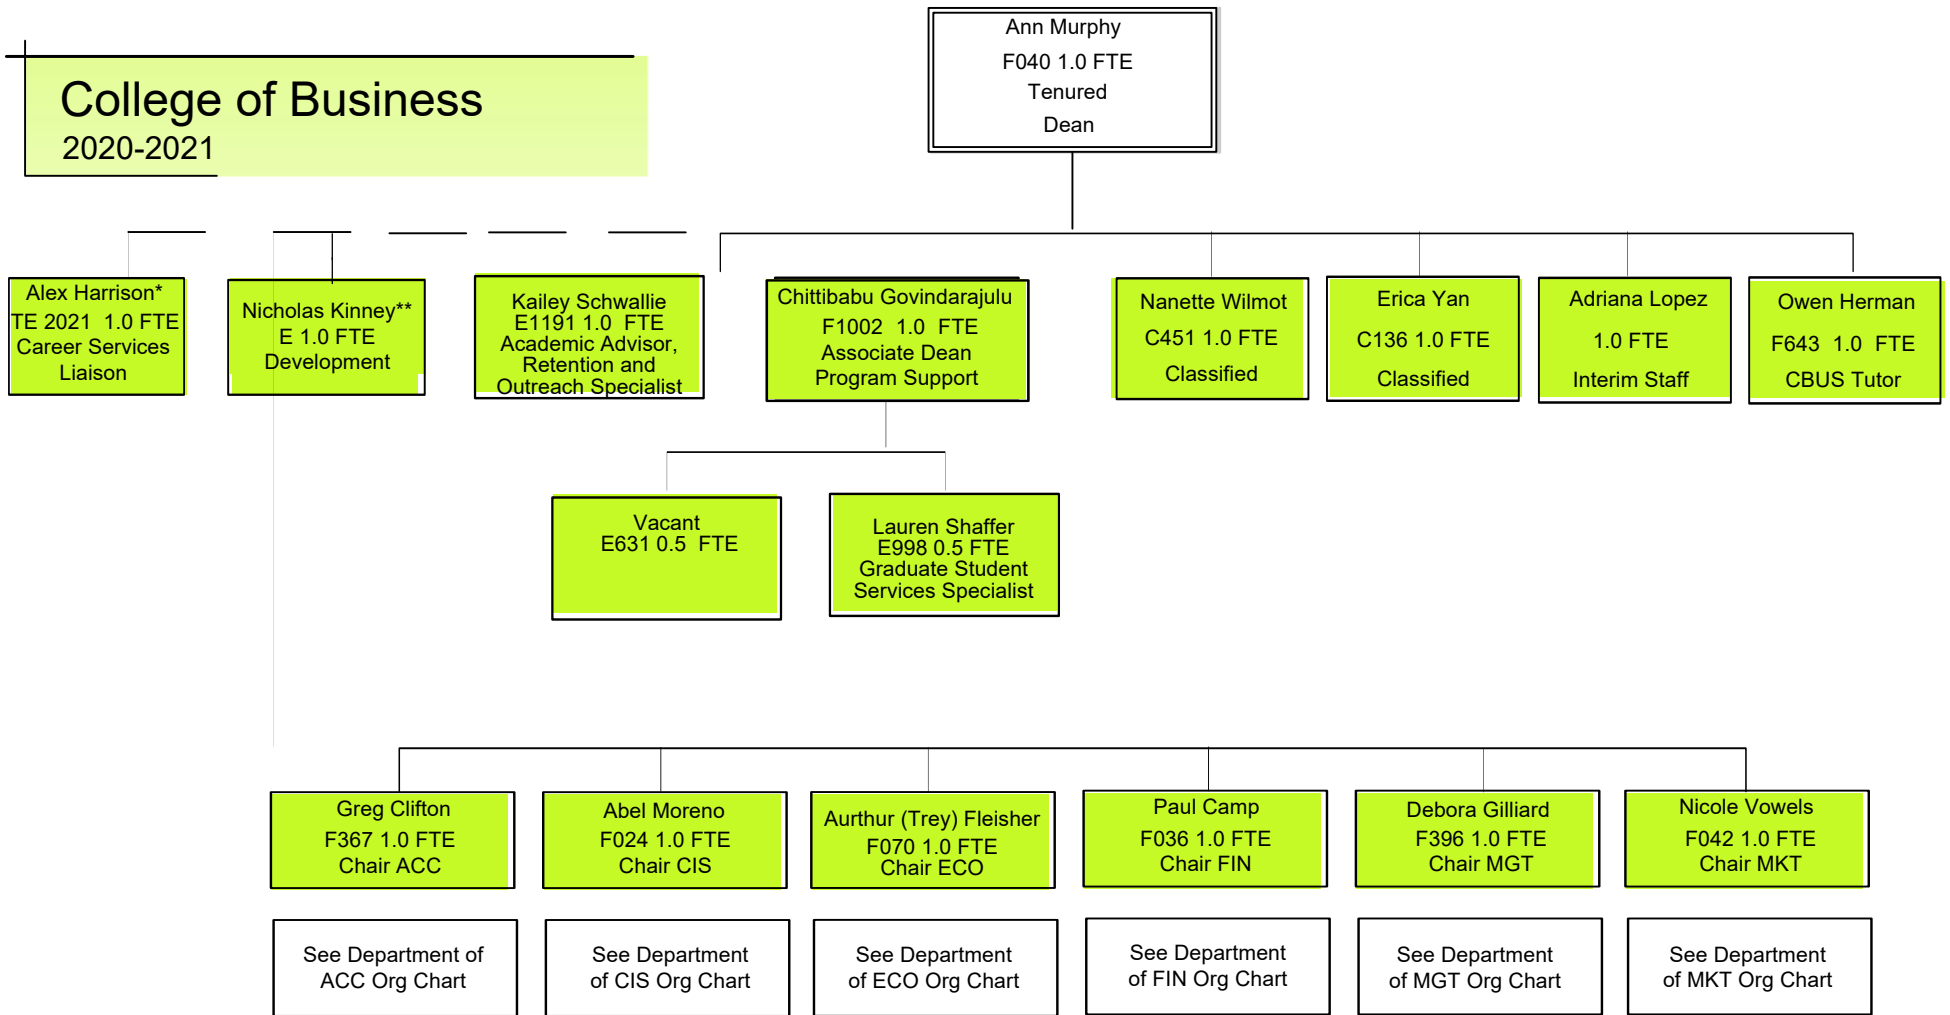 College of Business
2020-2021
Ann Murphy
F040 1.0 FTE
Tenured
Dean
Alex Harrison*
TE 2021 1.0 FTE
Career Services
Liaison
Nicholas Kinney**
E 1.0 FTE
Development
Kailey Schwallie
E1191 1.0 FTE
Academic Advisor,
Retention and
Outreach Specialist
Chittibabu Govindarajulu
F1002 1.0 FTE
Associate Dean
Program Support
Nanette Wilmot
C451 1.0 FTE
Classified
Erica Yan
C136 1.0 FTE
Classified
Adriana Lopez
1.0 FTE
Interim Staff
Owen Herman
F643 1.0 FTE
CBUS Tutor
Vacant
E631 0.5 FTE
Lauren Shaffer
E998 0.5 FTE
Graduate Student
Services Specialist
Greg Clifton
F367 1.0 FTE
Chair ACC
Abel Moreno
F024 1.0 FTE
Chair CIS
Aurthur (Trey) Fleisher
F070 1.0 FTE
Chair ECO
Paul Camp
F036 1.0 FTE
Chair FIN
Debora Gilliard
F396 1.0 FTE
Chair MGT
Nicole Vowels
F042 1.0 FTE
Chair MKT
See Department of
ACC Org Chart
See Department
of CIS Org Chart
See Department
of ECO Org Chart
See Department
of FIN Org Chart
See Department
of MGT Org Chart
See Department
of MKT Org Chart